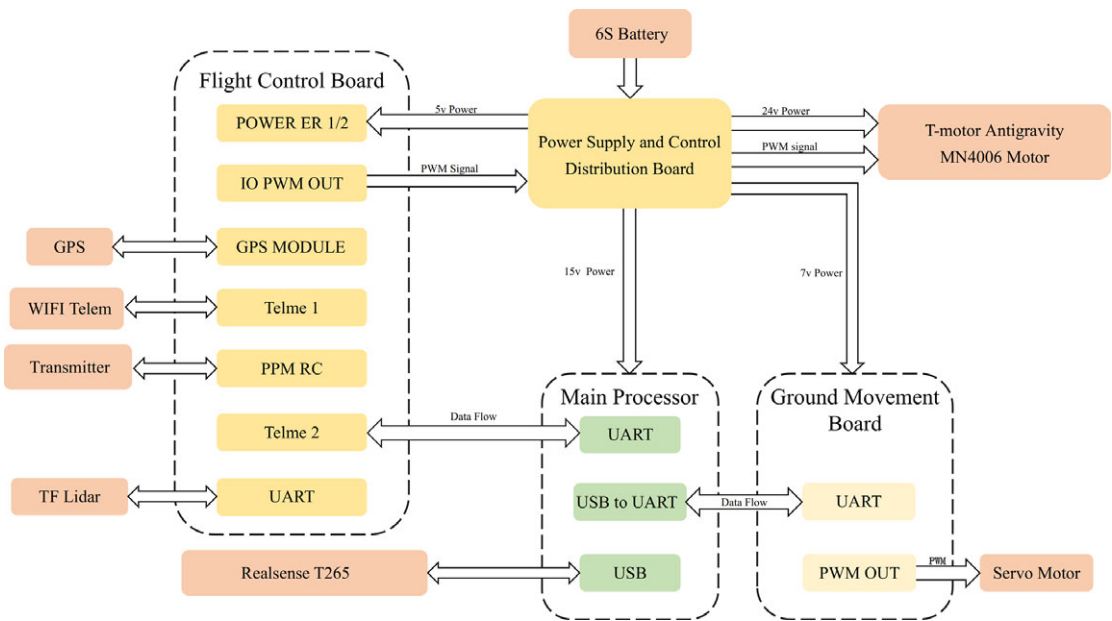 6S Battery
Flight Control Board
POWER ER 1/2
5v Power
Power Supply and Control
Distribution Board
24v Power
T-motor Antigravity
MN4006 Motor
PWM signal
IO PWM OUT
PWM Signal
GPS
GPS MODULE
15v Power
7v Power
WIFI Telem
Telme 1
Transmitter
PPM RC
Main Processor
Ground Movement
Board
Telme 2
Data Flow
UART
TF Lidar
UART
USB to UART
Data Flow
UART
Realsense T265
USB
PWM OUT
PWM
Servo Motor